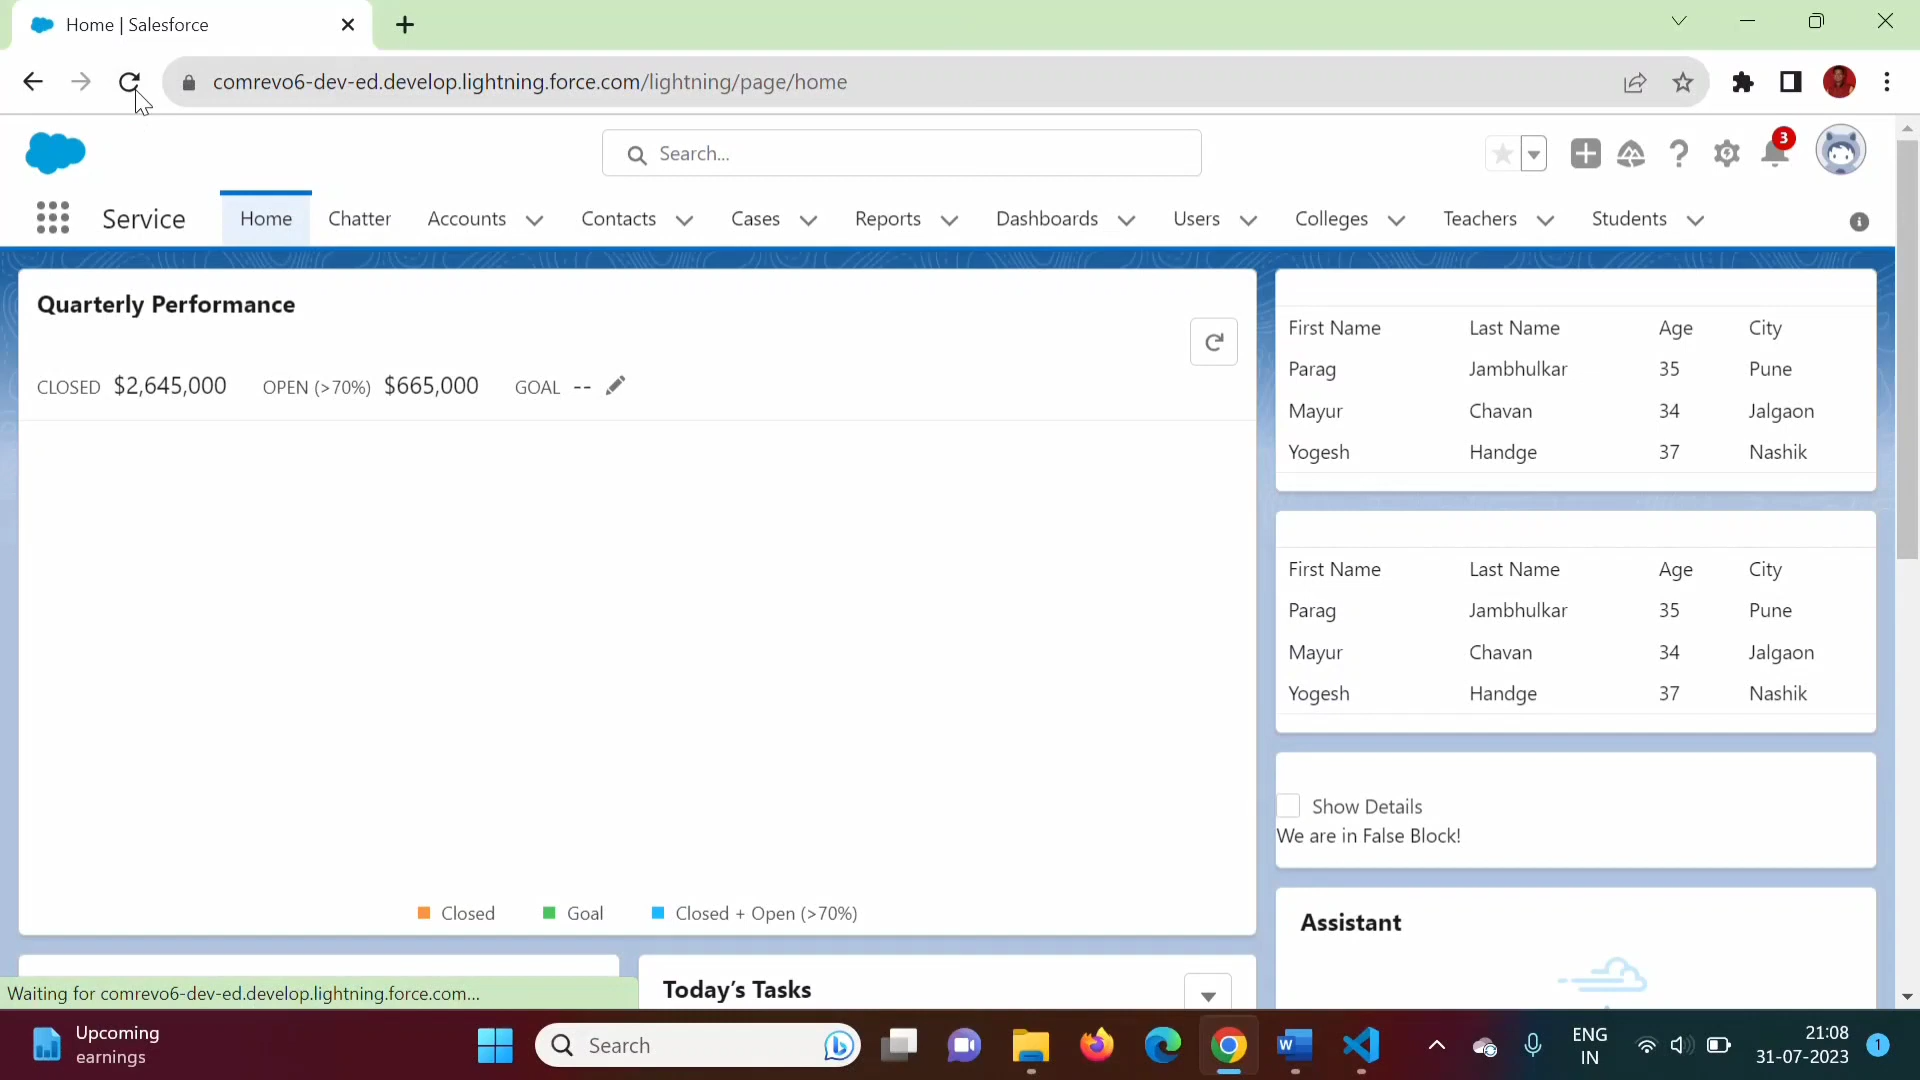 Home | Salesforce
comrevo6-dev-ed.develop.lightning.force.com/lightning/page/home
Search...
3
Service
Home
Chatter
Accounts
Contacts
Cases
Reports
Dashboards
Users
Colleges
Teachers
Students
Quarterly Performance
CLOSED $2,645,000 OPEN (>70%) $665,000 GOAL --
Closed Goal Closed + Open (>70%)
First Name Last Name Age City
Parag Jambhulkar 35 Pune
Mayur Chavan 34 Jalgaon
Yogesh Handge 37 Nashik
First Name Last Name Age City
Parag Jambhulkar 35 Pune
Mayur Chavan 34 Jalgaon
Yogesh Handge 37 Nashik
Show Details
We are in False Block!
Assistant
Today's Tasks
Waiting for comrevo6-dev-ed.develop.lightning.force.com...
Upcoming
earnings
Search
ENG
IN
21:08
31-07-2023
1